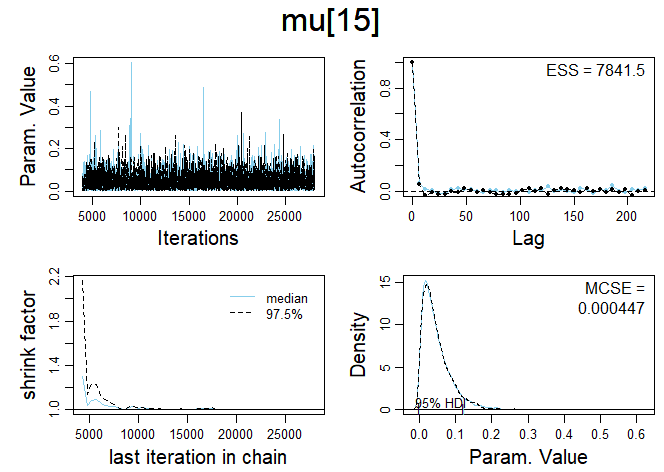 mu[15]
Param. Value
0.0 0.2 0.4 0.6
5000 10000 15000 20000 25000
Iterations
Autocorrelation
0.0 0.4 0.8
ESS = 7841.5
0 50 100 150 200
Lag
shrink factor
1.0 1.4 1.8 2.2
median
97.5%
5000 10000 15000 20000 25000
last iteration in chain
Density
0 5 10 15
MCSE =
0.000447
95% HDI
0.0 0.1 0.2 0.3 0.4 0.5 0.6
Param. Value